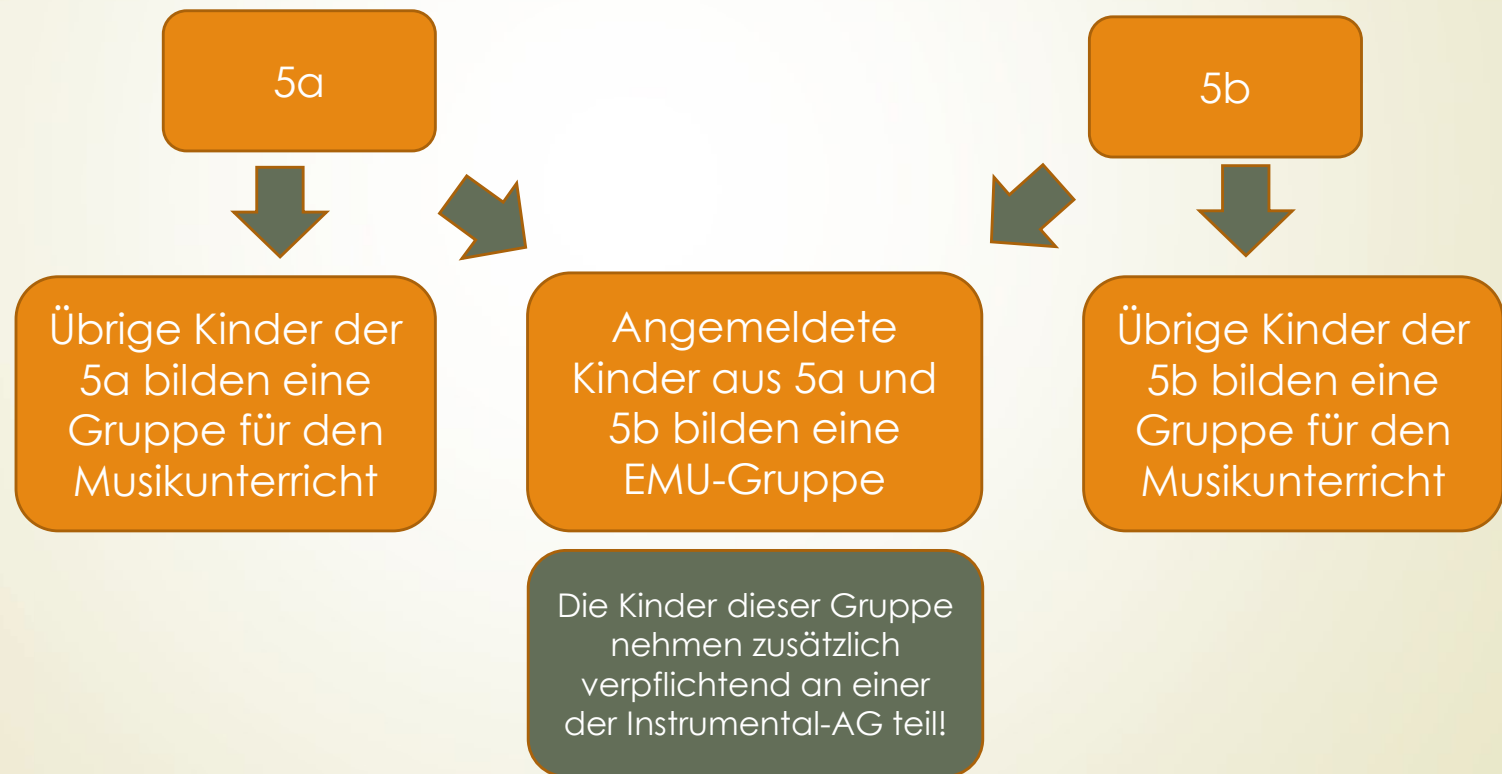 5a
5b
Übrige Kinder der
5a bilden eine
Gruppe für den
Musikunterricht
Angemeldete
Kinder aus 5a und
5b bilden eine
EMU-Gruppe
Übrige Kinder der
5b bilden eine
Gruppe für den
Musikunterricht
Die Kinder dieser Gruppe
nehmen zusätzlich
verpflichtend an einer
der Instrumental-AG teil!